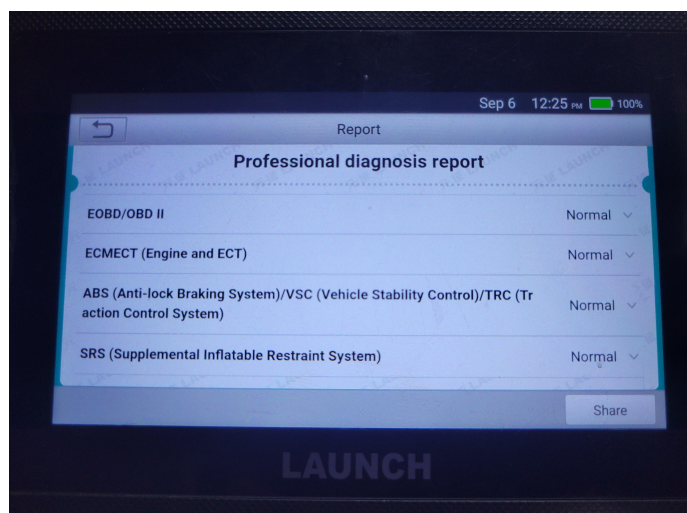 Sep 6 12:25 PM 100%
Report
Professional diagnosis report
EOBD/OBD II Normal
ECMECT (Engine and ECT) Normal
ABS (Anti-lock Braking System)/VSC (Vehicle Stability Control)/TRC (Tr
action Control System) Normal
SRS (Supplemental Inflatable Restraint System) Normal
Share
LAUNCH